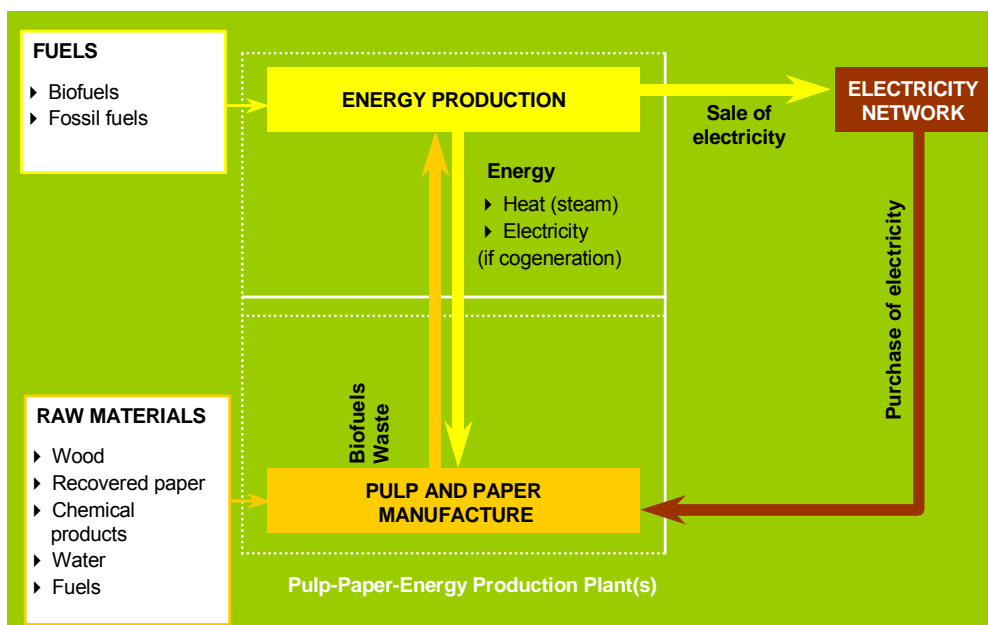 FUELS
Biofuels
Fossil fuels
ENERGY PRODUCTION
Sale of
electricity
ELECTRICITY
NETWORK
Energy
Heat (steam)
Electricity
(if cogeneration)
Purchase of electricity
Biofuels
Waste
RAW MATERIALS
Wood
Recovered paper
Chemical
products
Water
Fuels
PULP AND PAPER
MANUFACTURE
Pulp-Paper-Energy Production Plant(s)